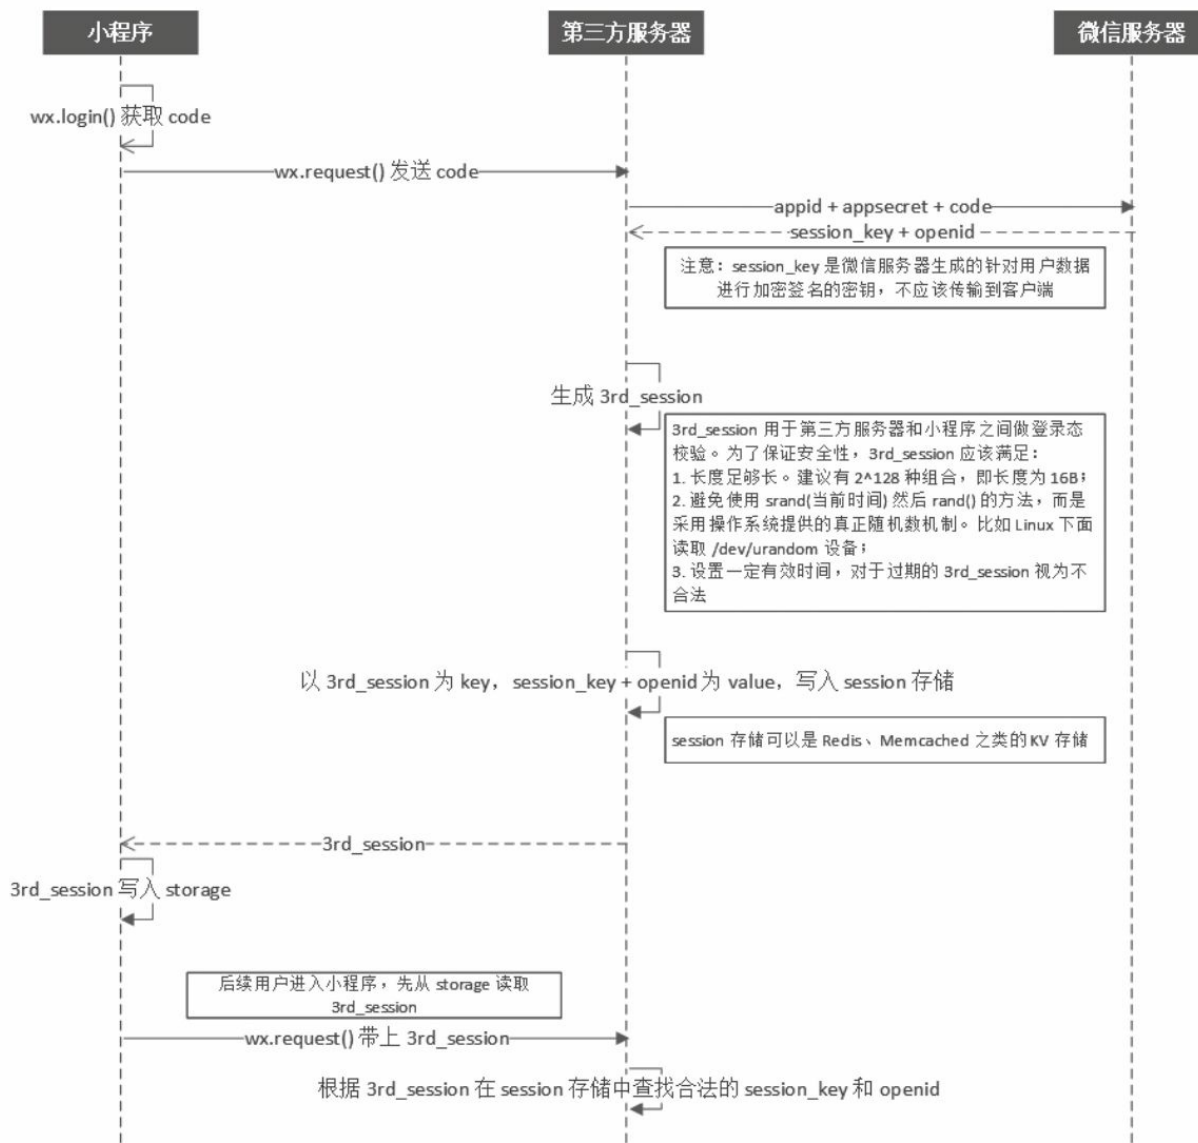 小程序
第三方服务器
微信服务器
wx.login() 获取 code
wx.request() 发送 code
appid + appsecret + code
session_key + openid
注意：session_key 是微信服务器生成的针对用户数据
进行加密签名的密钥，不应该传输到客户端
生成 3rd_session
3rd_session 用于第三方服务器和小程序之间做登录态
校验。为了保证安全性，3rd_session 应该满足：
1. 长度足够长。建议有 2^128 种组合，即长度为 16B；
2. 避免使用 srand(当前时间) 然后 rand() 的方法，而是
采用操作系统提供的真正随机数机制。比如 Linux 下面
读取 /dev/urandom 设备；
3. 设置一定有效时间，对于过期的 3rd_session 视为不
合法
以 3rd_session 为 key，session_key + openid 为 value，写入 session 存储
session 存储可以是 Redis、Memcached 之类的 KV 存储
3rd_session
3rd_session 写入 storage
后续用户进入小程序，先从 storage 读取
3rd_session
wx.request() 带上 3rd_session
根据 3rd_session 在 session 存储中查找合法的 session_key 和 openid